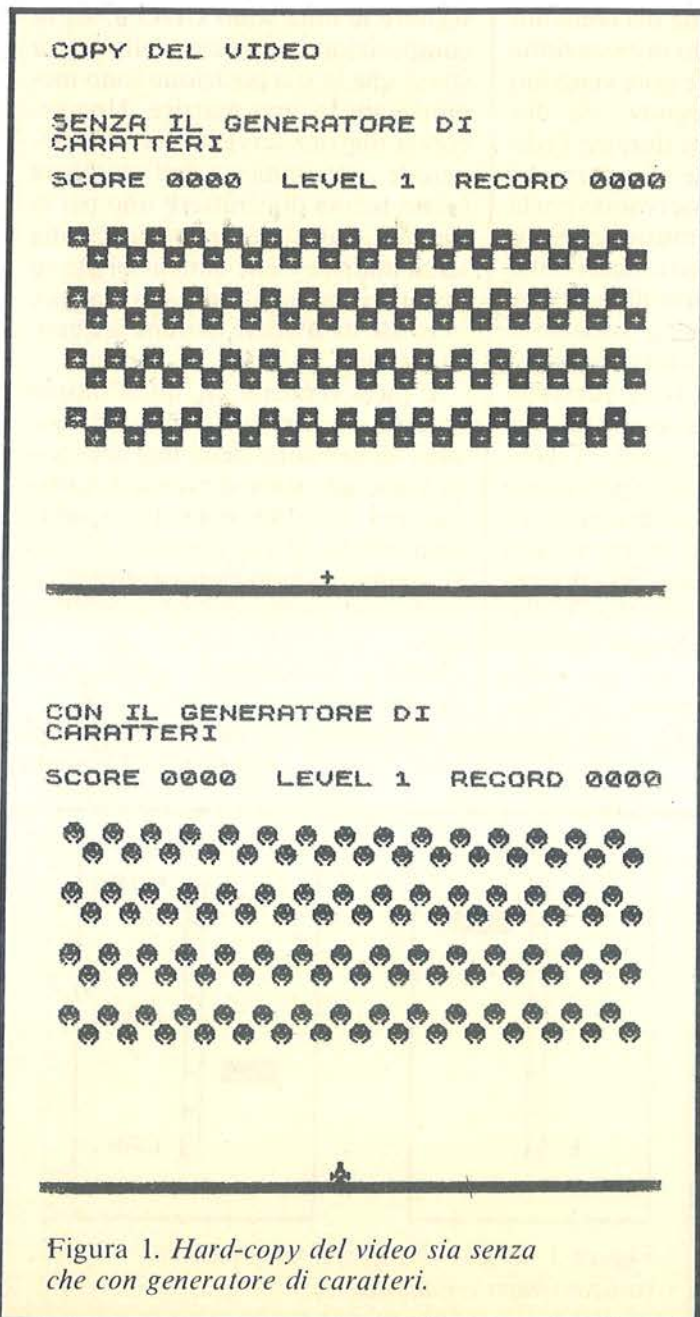 COPY DEL VIDEO
SENZA IL GENERATORE DI
CARATTERI
SCORE 0000 LEVEL 1 RECORD 0000
CON IL GENERATORE DI
CARATTERI
SCORE 0000 LEVEL 1 RECORD 0000
Figura 1. Hard-copy del video sia senza
che con generatore di caratteri.